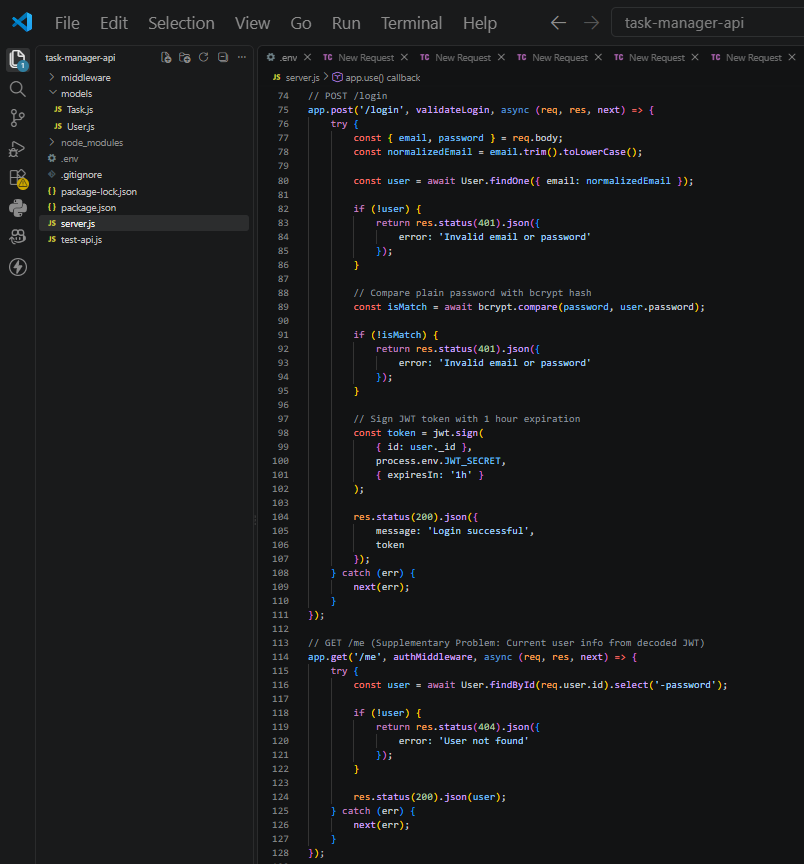 File Edit Selection View Go Run Terminal Help
task-manager-api
task-manager-api
1
middleware
models
JS Task.js
JS User.js
node_modules
.env
.gitignore
{} package-lock.json
{} package.json
JS server.js
JS test-api.js
.env
TC New Request
TC New Request
TC New Request
TC New Request
TC New Request
JS server.js > app.use() callback
74 // POST /login
75 app.post('/login', validateLogin, async (req, res, next) => {
76 try {
77 const { email, password } = req.body;
78 const normalizedEmail = email.trim().toLowerCase();
79
80 const user = await User.findOne({ email: normalizedEmail });
81
82 if (!user) {
83 return res.status(401).json({
84 error: 'Invalid email or password'
85 });
86 }
87
88 // Compare plain password with bcrypt hash
89 const isMatch = await bcrypt.compare(password, user.password);
90
91 if (!isMatch) {
92 return res.status(401).json({
93 error: 'Invalid email or password'
94 });
95 }
96
97 // Sign JWT token with 1 hour expiration
98 const token = jwt.sign(
99 { id: user._id },
100 process.env.JWT_SECRET,
101 { expiresIn: '1h' }
102 );
103
104 res.status(200).json({
105 message: 'Login successful',
106 token
107 });
108 } catch (err) {
109 next(err);
110 }
111 });
112
113 // GET /me (Supplementary Problem: Current user info from decoded JWT)
114 app.get('/me', authMiddleware, async (req, res, next) => {
115 try {
116 const user = await User.findById(req.user.id).select('-password');
117
118 if (!user) {
119 return res.status(404).json({
120 error: 'User not found'
121 });
122 }
123
124 res.status(200).json(user);
125 } catch (err) {
126 next(err);
127 }
128 });